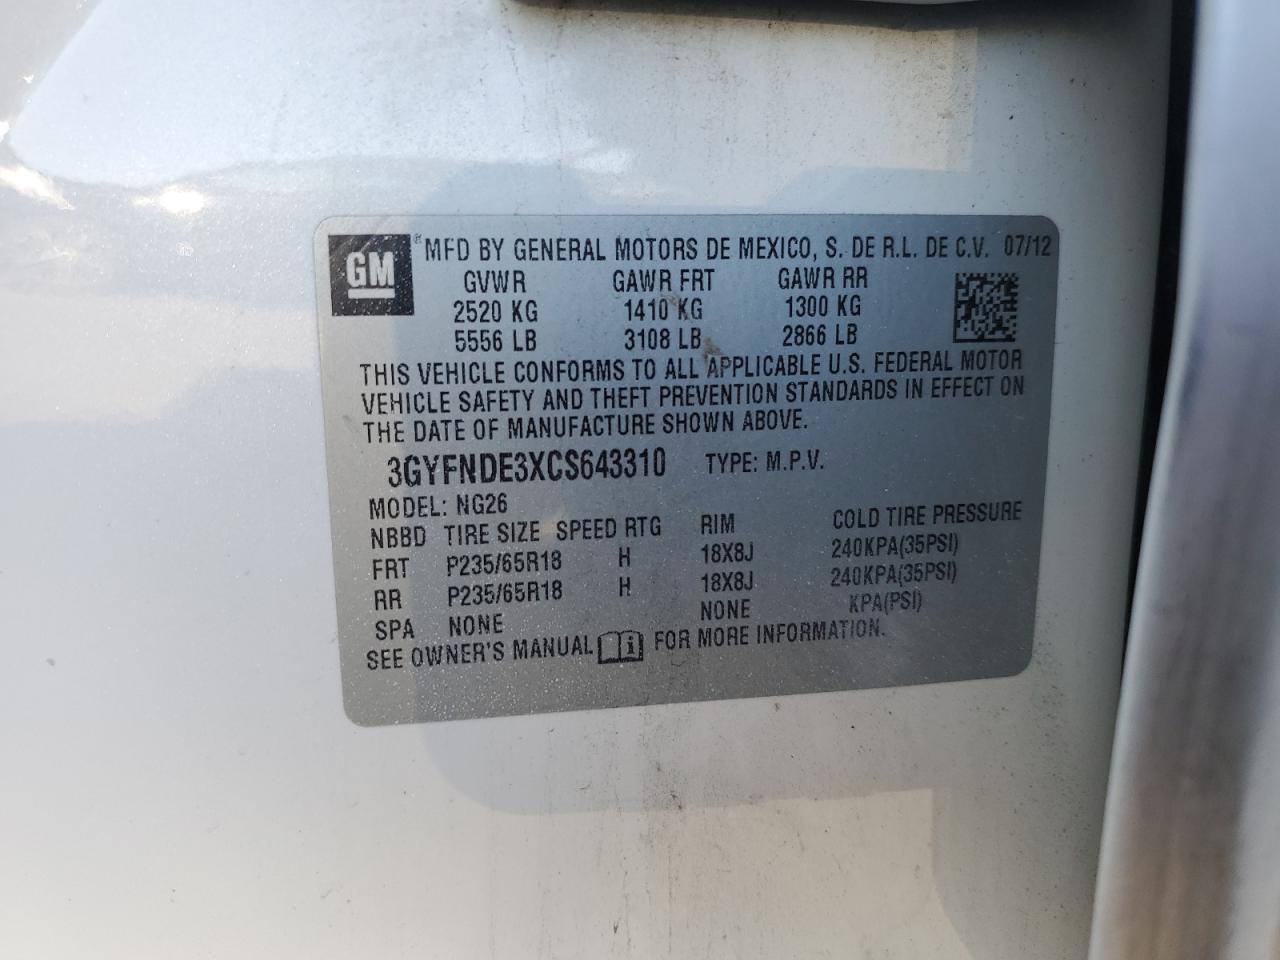 GM ® MFD BY GENERAL MOTORS DE MEXICO, S. DE R.L. DE C.V. 07/12
GVWR GAWR FRT GAWR RR
2520 KG 1410 KG 1300 KG
5556 LB 3108 LB 2866 LB
THIS VEHICLE CONFORMS TO ALL APPLICABLE U.S. FEDERAL MOTOR
VEHICLE SAFETY AND THEFT PREVENTION STANDARDS IN EFFECT ON
THE DATE OF MANUFACTURE SHOWN ABOVE.
3GYFNDE3XCS643310 TYPE: M.P.V.
MODEL: NG26
NBBD TIRE SIZE SPEED RTG RIM COLD TIRE PRESSURE
FRT P235/65R18 H 18X8J 240KPA(35PSI)
RR P235/65R18 H 18X8J 240KPA(35PSI)
SPA NONE NONE KPA(PSI)
SEE OWNER'S MANUAL i FOR MORE INFORMATION.